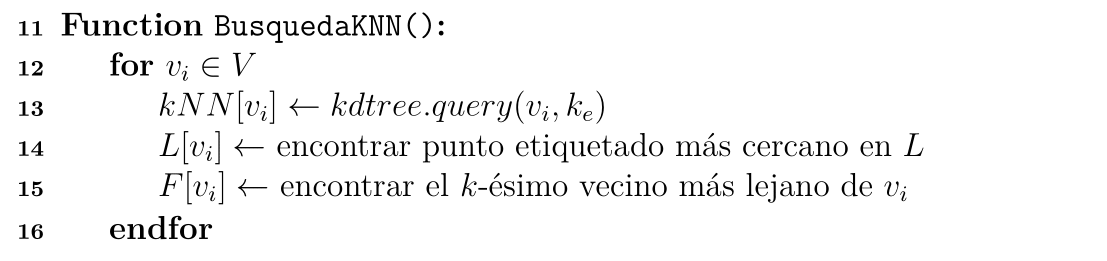 11 Function BusquedaKNN():
12 for v_i ∈ V
13 kNN[v_i] ← kdtree.query(v_i, k_e)
14 L[v_i] ← encontrar punto etiquetado más cercano en L
15 F[v_i] ← encontrar el k-ésimo vecino más lejano de v_i
16 endfor